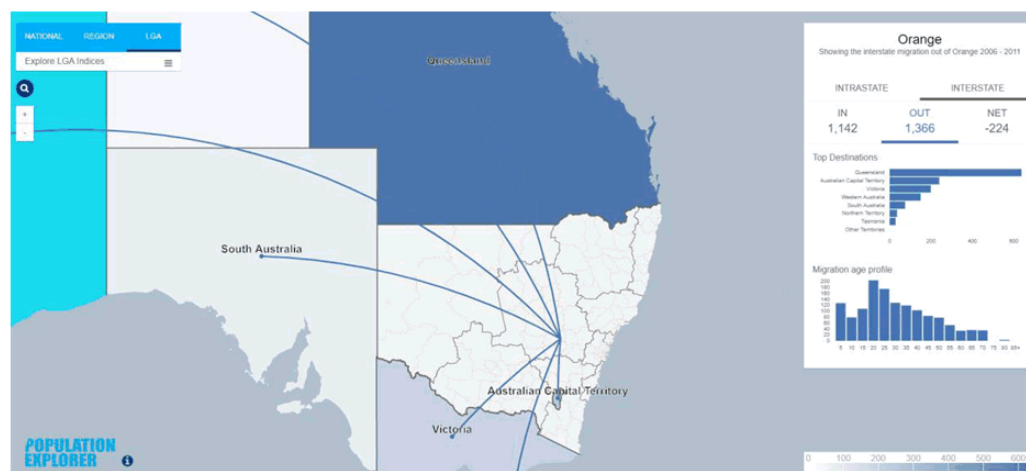 NATIONAL REGION LGA
Explore LGA Indices
+
-
Queensland
South Australia
Australian Capital Territory
Victoria
POPULATION
EXPLORER
i
Orange
Showing the interstate migration out of Orange 2006 - 2011
INTRASTATE INTERSTATE
IN OUT NET
1,142 1,366 -224
Top Destinations
Queensland
Australian Capital Territory
Victoria
Western Australia
South Australia
Northern Territory
Tasmania
Other Territories
0 200 400 600
Migration age profile
200
180
160
140
120
100
80
60
40
20
0
5 10 15 20 25 30 35 40 45 50 55 60 65 70 75 80 85+
0 100 200 300 400 500 600